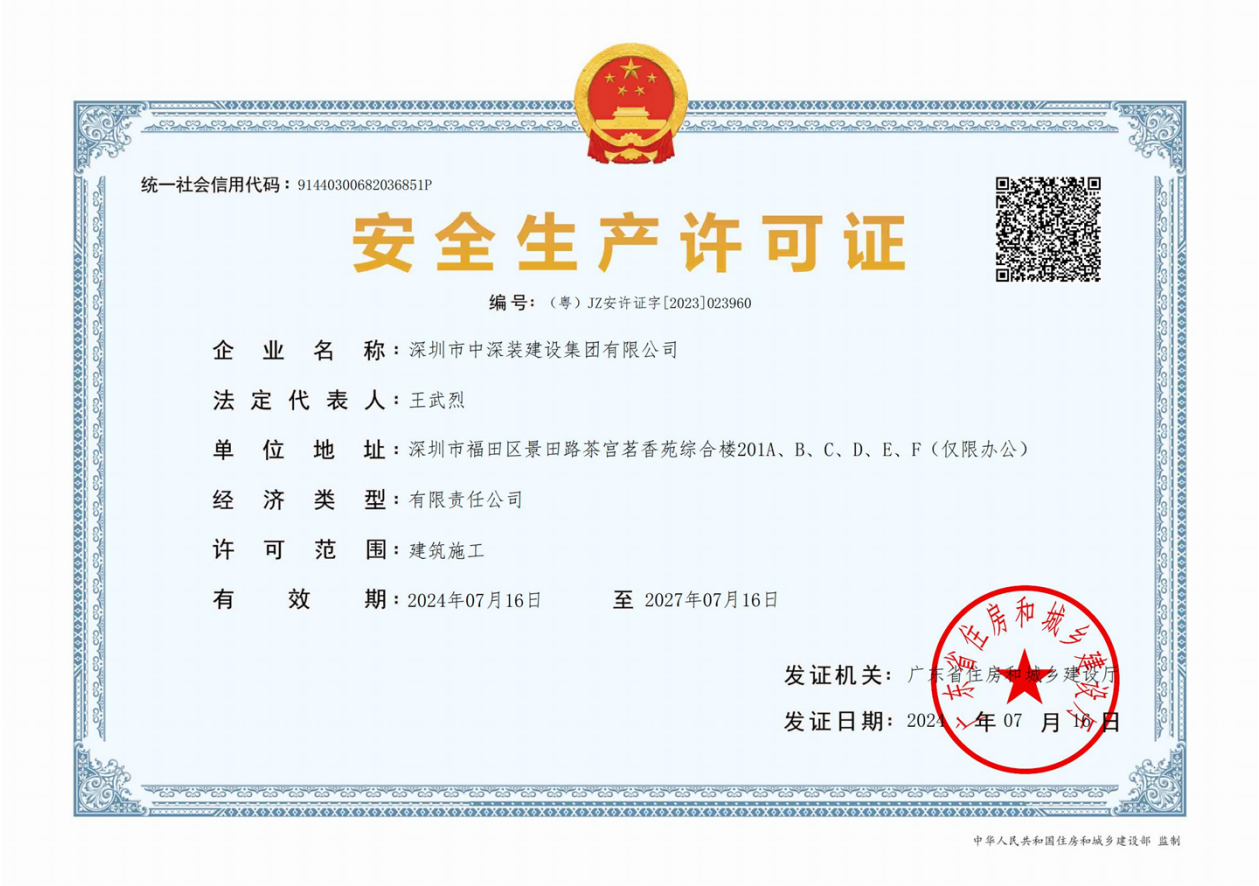 统一社会信用代码：91440300682036851P
安全生产许可证
编号：（粤）JZ安许证字[2023]023960
企业名称：深圳市中深装建设集团有限公司
法定代表人：王武烈
单位地址：深圳市福田区景田路茶宫茗香苑综合楼201A、B、C、D、E、F（仅限办公）
经济类型：有限责任公司
许可范围：建筑施工
有效期：2024年07月16日 至 2027年07月16日
发证机关：广东省住房和城乡建设厅
发证日期：2024 年 07 月 16 日
广东省住房和城乡建设厅
中华人民共和国住房和城乡建设部 监制